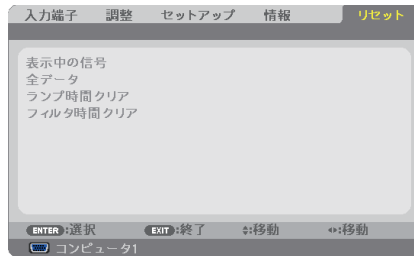 入力端子 調整 セットアップ 情報 リセット
表示中の信号
全データ
ランプ時間クリア
フィルタ時間クリア
ENTER:選択 EXIT:終了 :移動 :移動
コンピュータ1